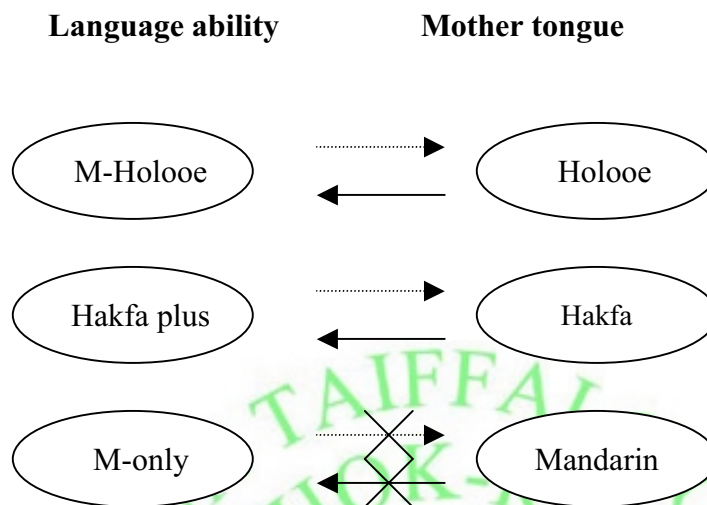 Language ability Mother tongue
M-Holooe Holooe
Hakfa plus Hakfa
TAIFFAL
M-only Mandarin